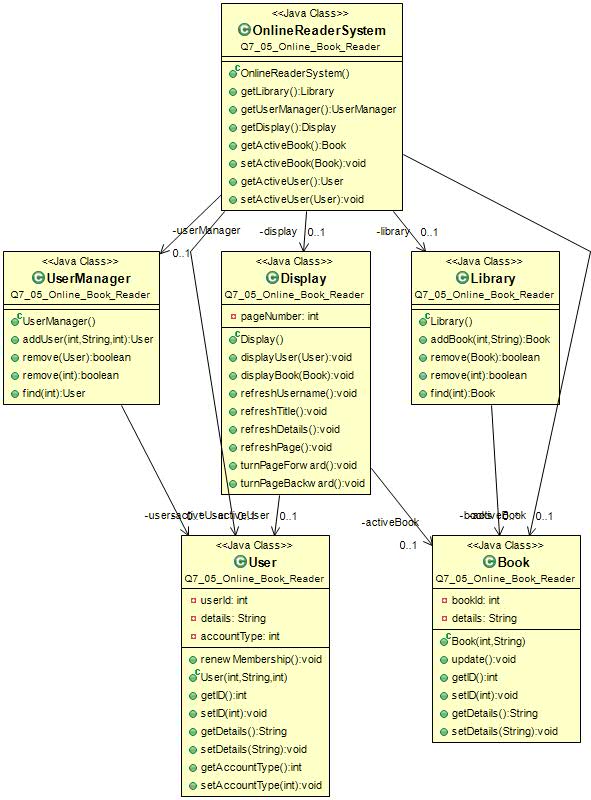 <<Java Class>>
OnlineReaderSystem
Q7_05_Online_Book_Reader
OnlineReaderSystem()
getLibrary():Library
getUserManager():UserManager
getDisplay():Display
getActiveBook():Book
setActiveBook(Book):void
getActiveUser():User
setActiveUser(User):void
-userManager
0..1
-display
0..1
-library
0..1
<<Java Class>>
UserManager
Q7_05_Online_Book_Reader
UserManager()
addUser(int,String,int):User
remove(User):boolean
remove(int):boolean
find(int):User
<<Java Class>>
Display
Q7_05_Online_Book_Reader
pageNumber: int
Display()
displayUser(User):void
displayBook(Book):void
refreshUsername():void
refreshTitle():void
refreshDetails():void
refreshPage():void
turnPageForward():void
turnPageBackward():void
<<Java Class>>
Library
Q7_05_Online_Book_Reader
Library()
addBook(int,String):Book
remove(Book):boolean
remove(int):boolean
find(int):Book
-users
-activeUser
-activeUser
0..1
-activeBook
0..1
-books
-activeBook
0..1
<<Java Class>>
User
Q7_05_Online_Book_Reader
userId: int
details: String
accountType: int
renewMembership():void
User(int,String,int)
getID():int
setID(int):void
getDetails():String
setDetails(String):void
getAccountType():int
setAccountType(int):void
<<Java Class>>
Book
Q7_05_Online_Book_Reader
bookId: int
details: String
Book(int,String)
update():void
getID():int
setID(int):void
getDetails():String
setDetails(String):void